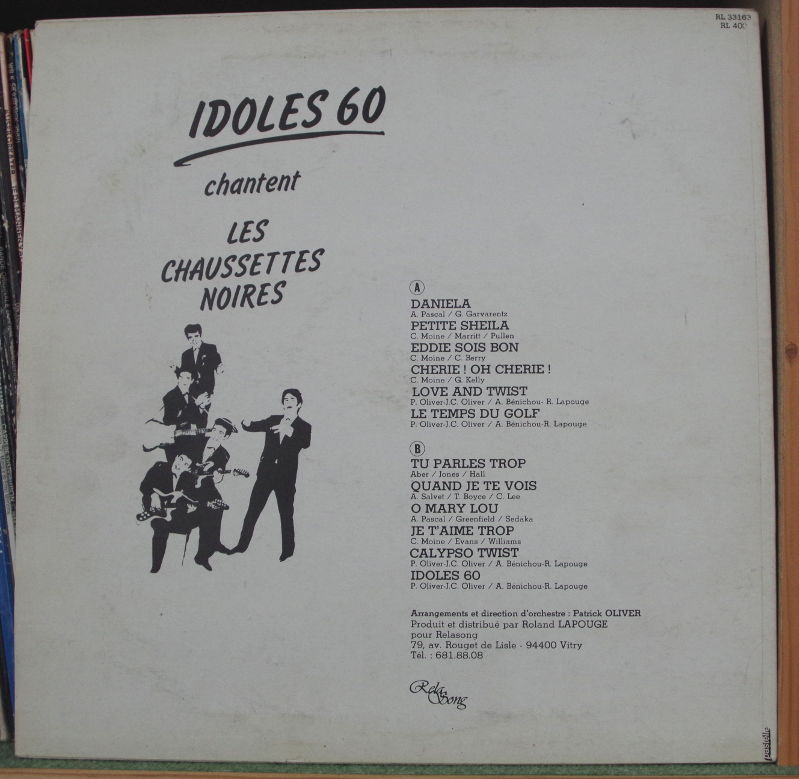 RL 33163
RL 400
IDOLES 60
chantent
LES
CHAUSSETTES
NOIRES
A
DANIELA
A. Pascal / G. Garvarentz
PETITE SHEILA
C. Moine / Marritt / Pullen
EDDIE SOIS BON
C. Moine / C. Berry
CHERIE ! OH CHERIE !
C. Moine / G. Kelly
LOVE AND TWIST
P. Oliver-J.C. Oliver / A. Bénichou- R. Lapouge
LE TEMPS DU GOLF
P. Oliver-J.C. Oliver / A. Bénichou-R. Lapouge
B
TU PARLES TROP
Aber / Jones / Hall
QUAND JE TE VOIS
A. Salvet / T. Boyce / C. Lee
O MARY LOU
A. Pascal / Greenfield / Sedaka
JE T'AIME TROP
C. Moine / Evans / Williams
CALYPSO TWIST
P. Oliver-J.C. Oliver / A. Bénichou-R. Lapouge
IDOLES 60
P. Oliver-J.C. Oliver / A. Bénichou-R. Lapouge
Arrangements et direction d'orchestre : Patrick OLIVER
Produit et distribué par Roland LAPOUGE
pour Relasong
79, av. Rouget de Lisle - 94400 Vitry
Tél. : 681.88.08
Rela
Song